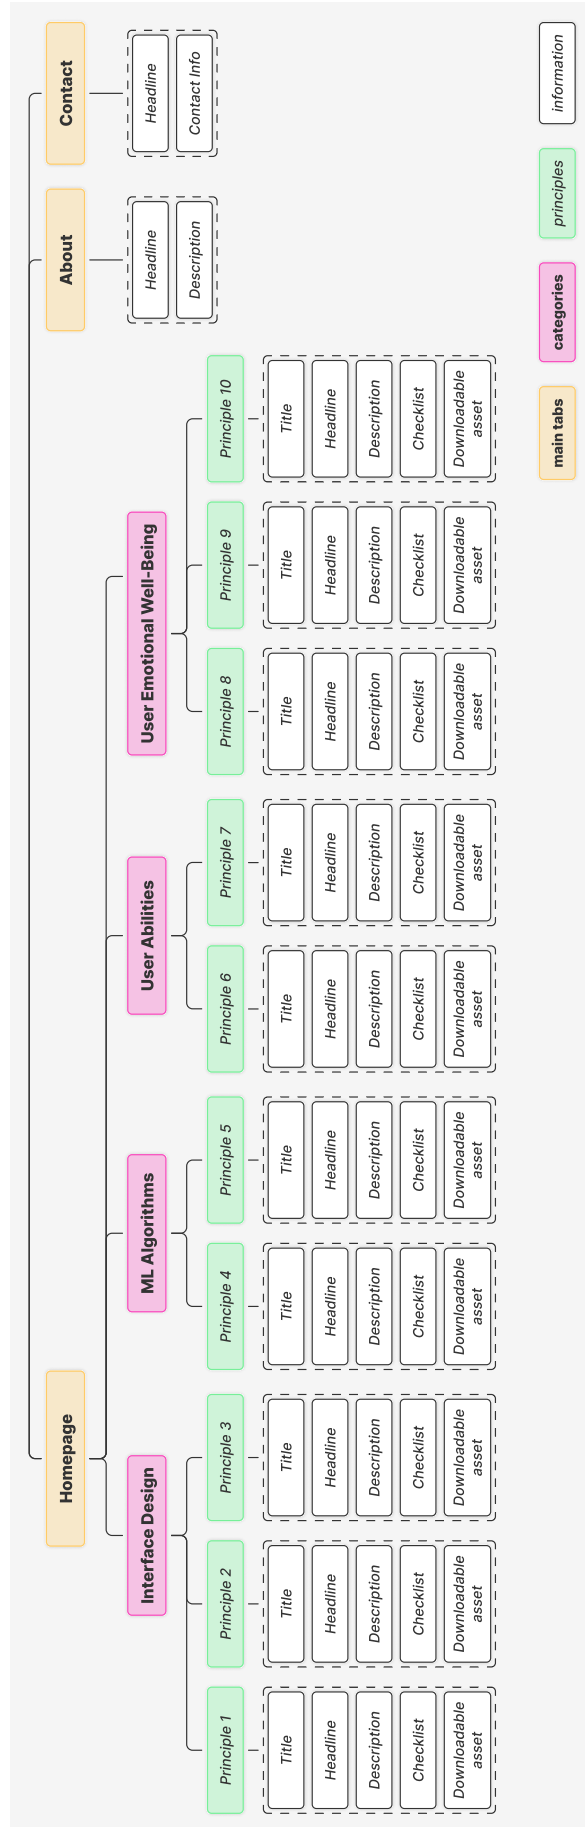 Homepage
About
Contact
Interface Design
ML Algorithms
User Abilities
User Emotional Well-Being
Headline
Description
Headline
Contact Info
Principle 1
Principle 2
Principle 3
Principle 4
Principle 5
Principle 6
Principle 7
Principle 8
Principle 9
Principle 10
Title
Headline
Description
Checklist
Downloadable
asset
Title
Headline
Description
Checklist
Downloadable
asset
Title
Headline
Description
Checklist
Downloadable
asset
Title
Headline
Description
Checklist
Downloadable
asset
Title
Headline
Description
Checklist
Downloadable
asset
Title
Headline
Description
Checklist
Downloadable
asset
Title
Headline
Description
Checklist
Downloadable
asset
Title
Headline
Description
Checklist
Downloadable
asset
Title
Headline
Description
Checklist
Downloadable
asset
Title
Headline
Description
Checklist
Downloadable
asset
main tabs
categories
principles
information